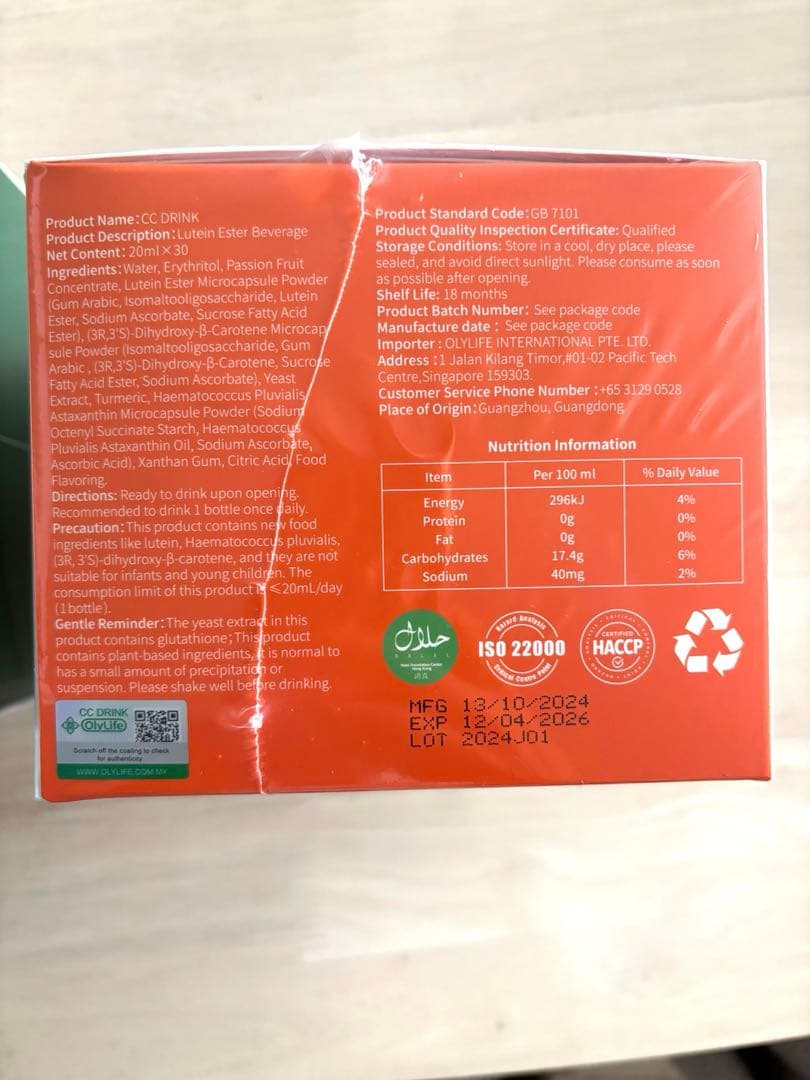 Product Name:CC DRINK
Product Description:Lutein Ester Beverage
Net Content: 20ml×30
Ingredients:Water, Erythritol, Passion Fruit
Concentrate, Lutein Ester Microcapsule Powder
(Gum Arabic, Isomaltooligosaccharide, Lutein
Ester, Sodium Ascorbate, Sucrose Fatty Acid
Ester), (3R,3'S)-Dihydroxy-β-Carotene Microcap
sule Powder (Isomaltooligosaccharide, Gum
Arabic , (3R,3'S)-Dihydroxy-β-Carotene, Sucrose
Fatty Acid Ester, Sodium Ascorbate), Yeast
Extract, Turmeric, Haematococcus Pluvialis
Astaxanthin Microcapsule Powder (Sodium
Octenyl Succinate Starch, Haematococcus
Pluvialis Astaxanthin Oil, Sodium Ascorbate,
Ascorbic Acid), Xanthan Gum, Citric Acid, Food
Flavoring.
Directions: Ready to drink upon opening.
Recommended to drink 1 bottle once daily.
Precaution:This product contains new food
ingredients like lutein, Haematococcus pluvialis,
(3R, 3'S)-dihydroxy-β-carotene, and they are not
suitable for infants and young children. The
consumption limit of this product is ≤20mL/day
(1bottle).
Gentle Reminder:The yeast extract in this
product contains glutathione;This product
contains plant-based ingredients, it is normal to
has a small amount of precipitation or
suspension. Please shake well before drinking.
CC DRINK
OlyLife
Scratch off the coating to check
for authenticity
WWW.OLYLIFE.COM.MY
Product Standard Code:GB 7101
Product Quality Inspection Certificate: Qualified
Storage Conditions: Store in a cool, dry place, please
sealed, and avoid direct sunlight. Please consume as soon
as possible after opening.
Shelf Life: 18 months
Product Batch Number: See package code
Manufacture date : See package code
Importer : OLYLIFE INTERNATIONAL PTE. LTD.
Address :1 Jalan Kilang Timor,#01-02 Pacific Tech
Centre,Singapore 159303.
Customer Service Phone Number :+65 3129 0528
Place of Origin:Guangzhou, Guangdong
Nutrition Information
Item Per 100 ml % Daily Value
Energy 296kJ 4%
Protein 0g 0%
Fat 0g 0%
Carbohydrates 17.4g 6%
Sodium 40mg 2%
حلال
HALAL
Hazard Analysis
ISO 22000
Critical Contro Point
CERTIFIED
HACCP
MFG 13/10/2024
EXP 12/04/2026
LOT 2024J01